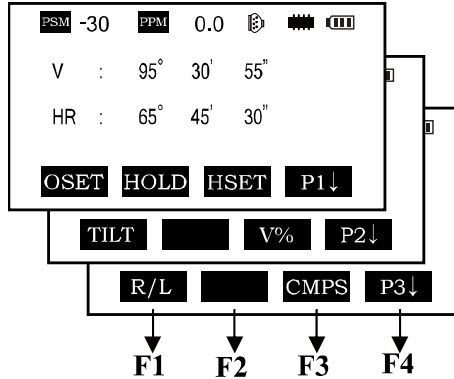 PSM -30 PPM 0.0
V : 95° 30' 55"
HR : 65° 45' 30"
OSET HOLD HSET P1↓
TILT V% P2↓
R/L CMPS P3↓
F1 F2 F3 F4